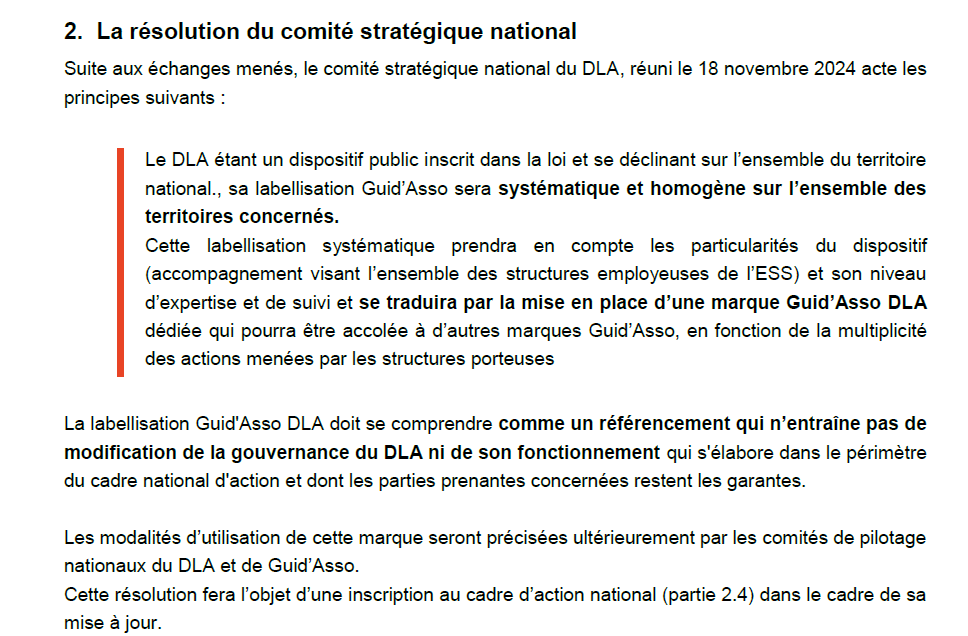 2. La résolution du comité stratégique national
Suite aux échanges menés, le comité stratégique national du DLA, réuni le 18 novembre 2024 acte les
principes suivants :
Le DLA étant un dispositif public inscrit dans la loi et se déclinant sur l’ensemble du territoire
national., sa labellisation Guid’Asso sera systématique et homogène sur l’ensemble des
territoires concernés.
Cette labellisation systématique prendra en compte les particularités du dispositif
(accompagnement visant l’ensemble des structures employeuses de l’ESS) et son niveau
d’expertise et de suivi et se traduira par la mise en place d’une marque Guid’Asso DLA
dédiée qui pourra être accolée à d’autres marques Guid’Asso, en fonction de la multiplicité
des actions menées par les structures porteuses
La labellisation Guid'Asso DLA doit se comprendre comme un référencement qui n’entraîne pas de
modification de la gouvernance du DLA ni de son fonctionnement qui s'élabore dans le périmètre
du cadre national d'action et dont les parties prenantes concernées restent les garantes.
Les modalités d’utilisation de cette marque seront précisées ultérieurement par les comités de pilotage
nationaux du DLA et de Guid’Asso.
Cette résolution fera l’objet d’une inscription au cadre d’action national (partie 2.4) dans le cadre de sa
mise à jour.